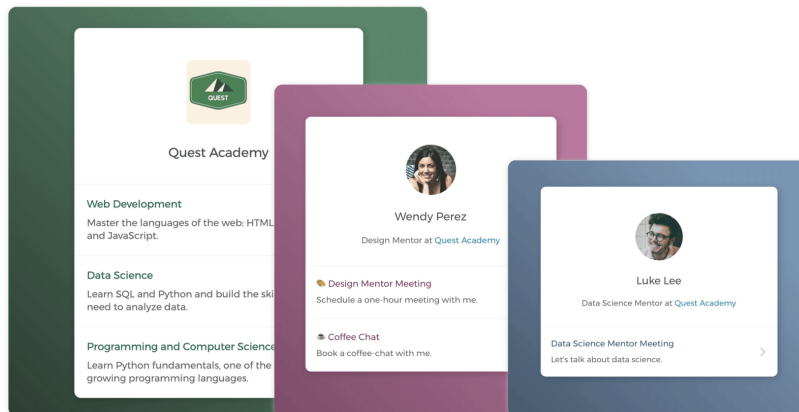 QUEST
Quest Academy
Web Development
Master the languages of the web: HTML,
and JavaScript.
Data Science
Learn SQL and Python and build the
need to analyze data.
Programming and Computer Science
Learn Python fundamentals, one of the
growing programming languages.
Wendy Perez
Design Mentor at Quest Academy
🎨 Design Mentor Meeting
Schedule a one-hour meeting with me.
☕ Coffee Chat
Book a coffee-chat with me.
Luke Lee
Data Science Mentor at Quest Academy
Data Science Mentor Meeting
Let's talk about data science.